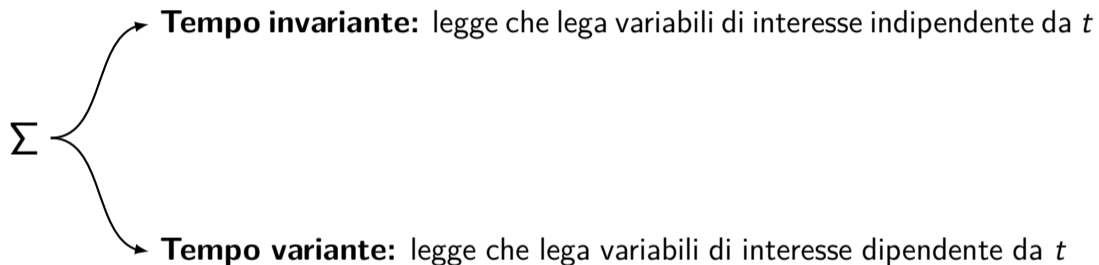 Tempo invariante: legge che lega variabili di interesse indipendente da t
Σ
Tempo variante: legge che lega variabili di interesse dipendente da t